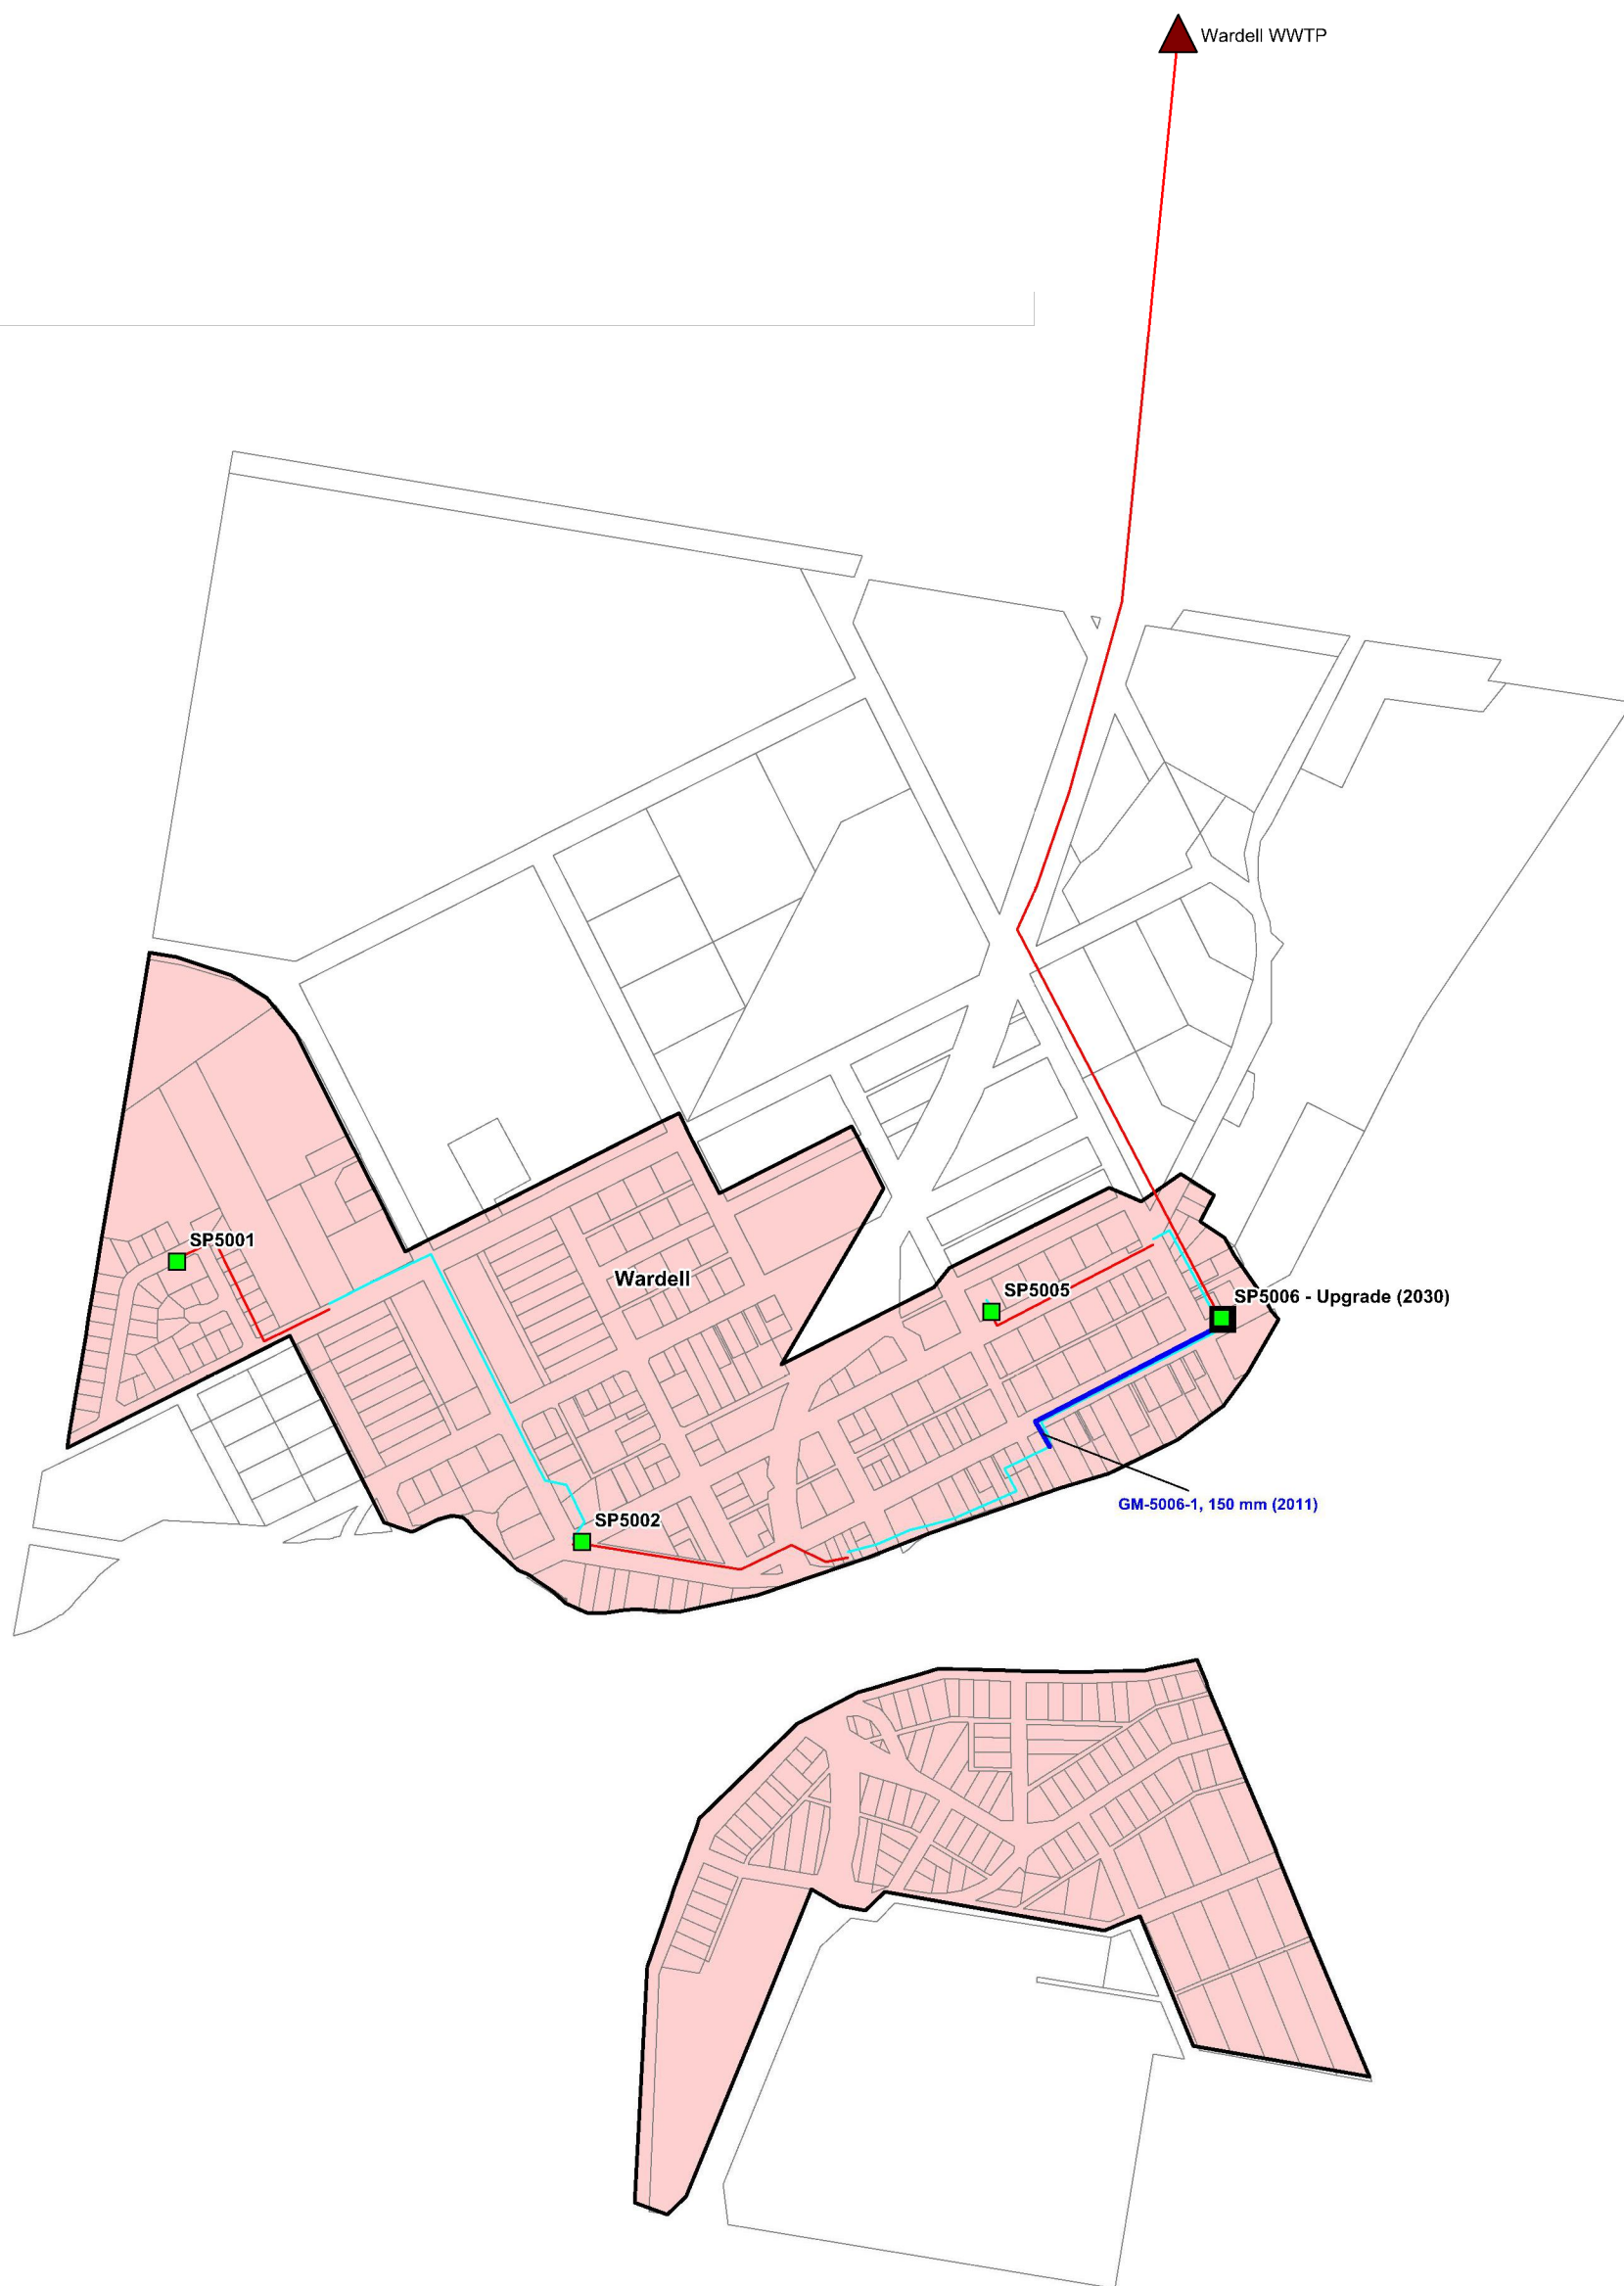 Wardell WWTP
SP5001
Wardell
SP5005
SP5006 - Upgrade (2030)
GM-5006-1, 150 mm (2011)
SP5002